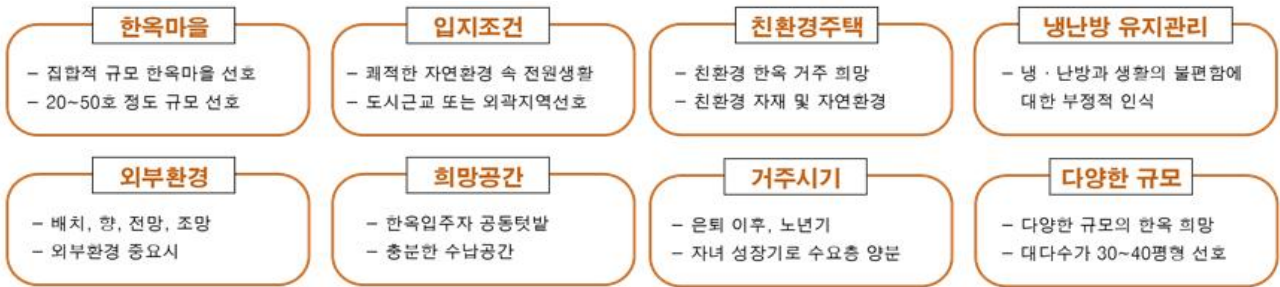 한옥마을
– 집합적 규모 한옥마을 선호
– 20~50호 정도 규모 선호
입지조건
– 쾌적한 자연환경 속 전원생활
– 도시근교 또는 외곽지역선호
친환경주택
– 친환경 한옥 거주 희망
– 친환경 자재 및 자연환경
냉난방 유지관리
– 냉 · 난방과 생활의 불편함에
대한 부정적 인식
외부환경
– 배치, 향, 전망, 조망
– 외부환경 중요시
희망공간
– 한옥입주자 공동텃밭
– 충분한 수납공간
거주시기
– 은퇴 이후, 노년기
– 자녀 성장기로 수요층 양분
다양한 규모
– 다양한 규모의 한옥 희망
– 대다수가 30~40평형 선호